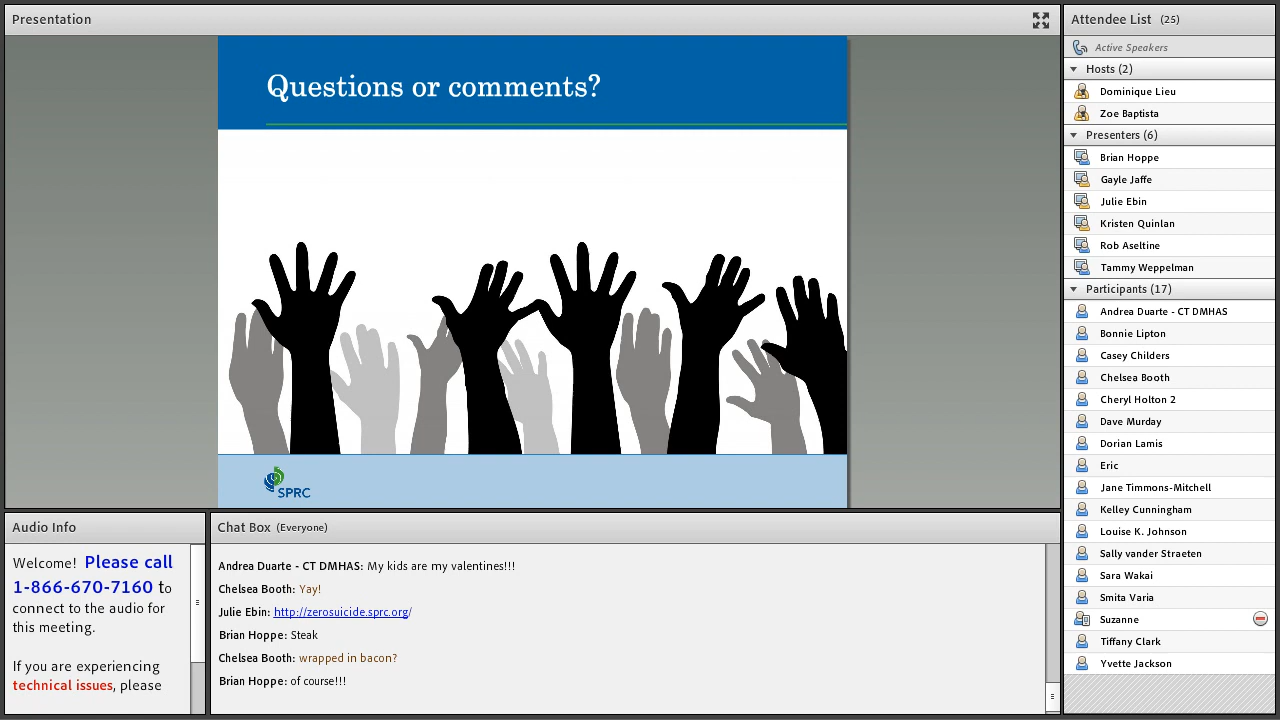 Presentation
Questions or comments?
SPRC
Audio Info
Welcome! Please call
1-866-670-7160 to
connect to the audio for
this meeting.
If you are experiencing
technical issues, please
Chat Box (Everyone)
Andrea Duarte - CT DMHAS: My kids are my valentines!!!
Chelsea Booth: Yay!
Julie Ebin: http://zerosuicide.sprc.org/
Brian Hoppe: Steak
Chelsea Booth: wrapped in bacon?
Brian Hoppe: of course!!!
Attendee List (25)
Active Speakers
Hosts (2)
Dominique Lieu
Zoe Baptista
Presenters (6)
Brian Hoppe
Gayle Jaffe
Julie Ebin
Kristen Quinlan
Rob Aseltine
Tammy Weppelman
Participants (17)
Andrea Duarte - CT DMHAS
Bonnie Lipton
Casey Childers
Chelsea Booth
Cheryl Holton 2
Dave Murday
Dorian Lamis
Eric
Jane Timmons-Mitchell
Kelley Cunningham
Louise K. Johnson
Sally vander Straeten
Sara Wakai
Smita Varia
Suzanne
Tiffany Clark
Yvette Jackson